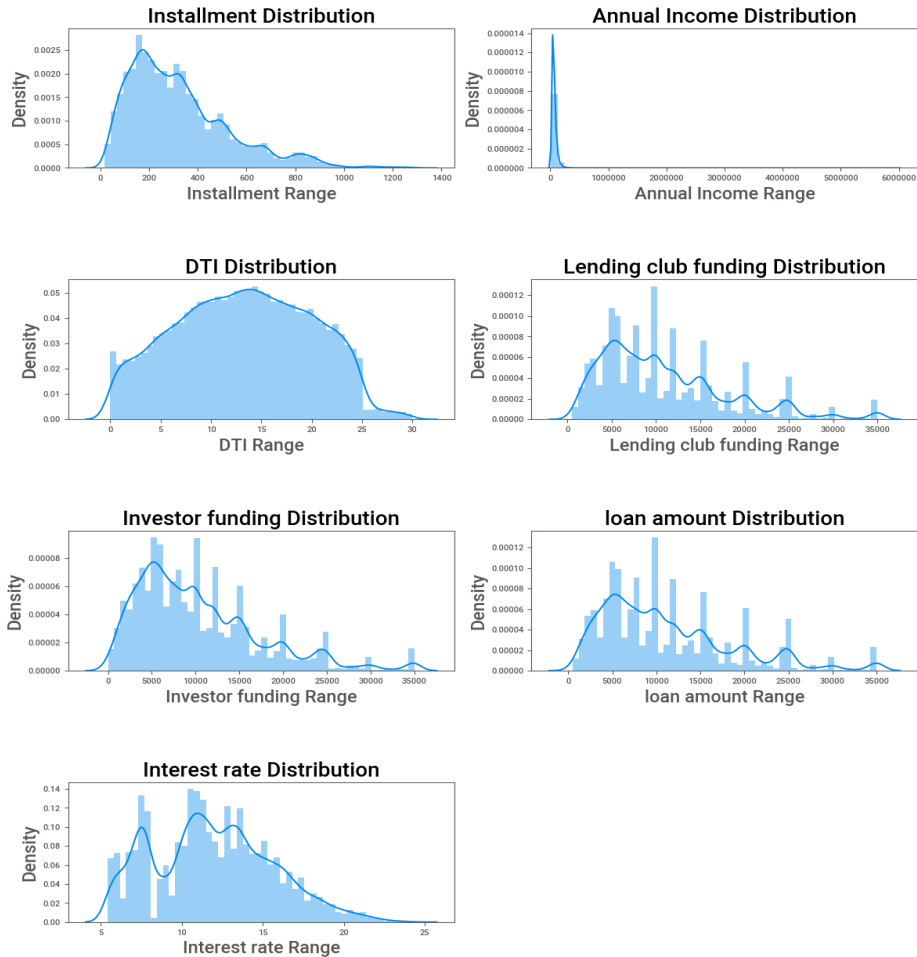 Installment Distribution
Density
0.0025
0.0020
0.0015
0.0010
0.0005
0.0000
0 200 400 600 800 1000 1200 1400
Installment Range
Annual Income Distribution
Density
0.000014
0.000012
0.000010
0.000008
0.000006
0.000004
0.000002
0.000000
0 1000000 2000000 3000000 4000000 5000000 6000000
Annual Income Range
DTI Distribution
Density
0.05
0.04
0.03
0.02
0.01
0.00
0 5 10 15 20 25 30
DTI Range
Lending club funding Distribution
Density
0.00012
0.00010
0.00008
0.00006
0.00004
0.00002
0.00000
0 5000 10000 15000 20000 25000 30000 35000
Lending club funding Range
Investor funding Distribution
Density
0.00008
0.00006
0.00004
0.00002
0.00000
0 5000 10000 15000 20000 25000 30000 35000
Investor funding Range
loan amount Distribution
Density
0.00012
0.00010
0.00008
0.00006
0.00004
0.00002
0.00000
0 5000 10000 15000 20000 25000 30000 35000
loan amount Range
Interest rate Distribution
Density
0.14
0.12
0.10
0.08
0.06
0.04
0.02
0.00
5 10 15 20 25
Interest rate Range